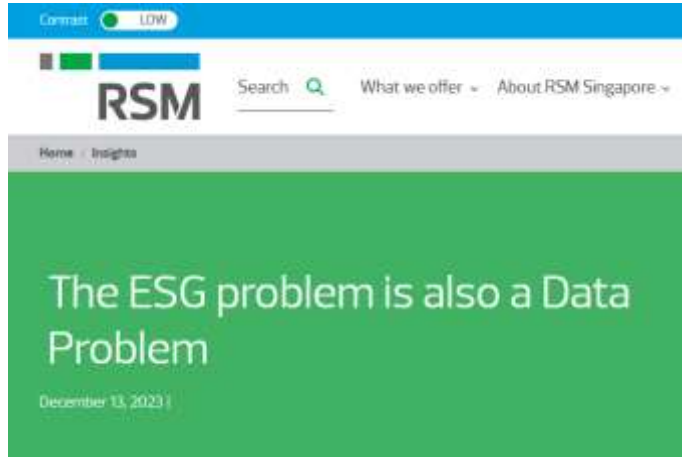 Contrast LOW
RSM
Search What we offer About RSM Singapore
Home Insights
The ESG problem is also a Data
Problem
December 13, 2023 |